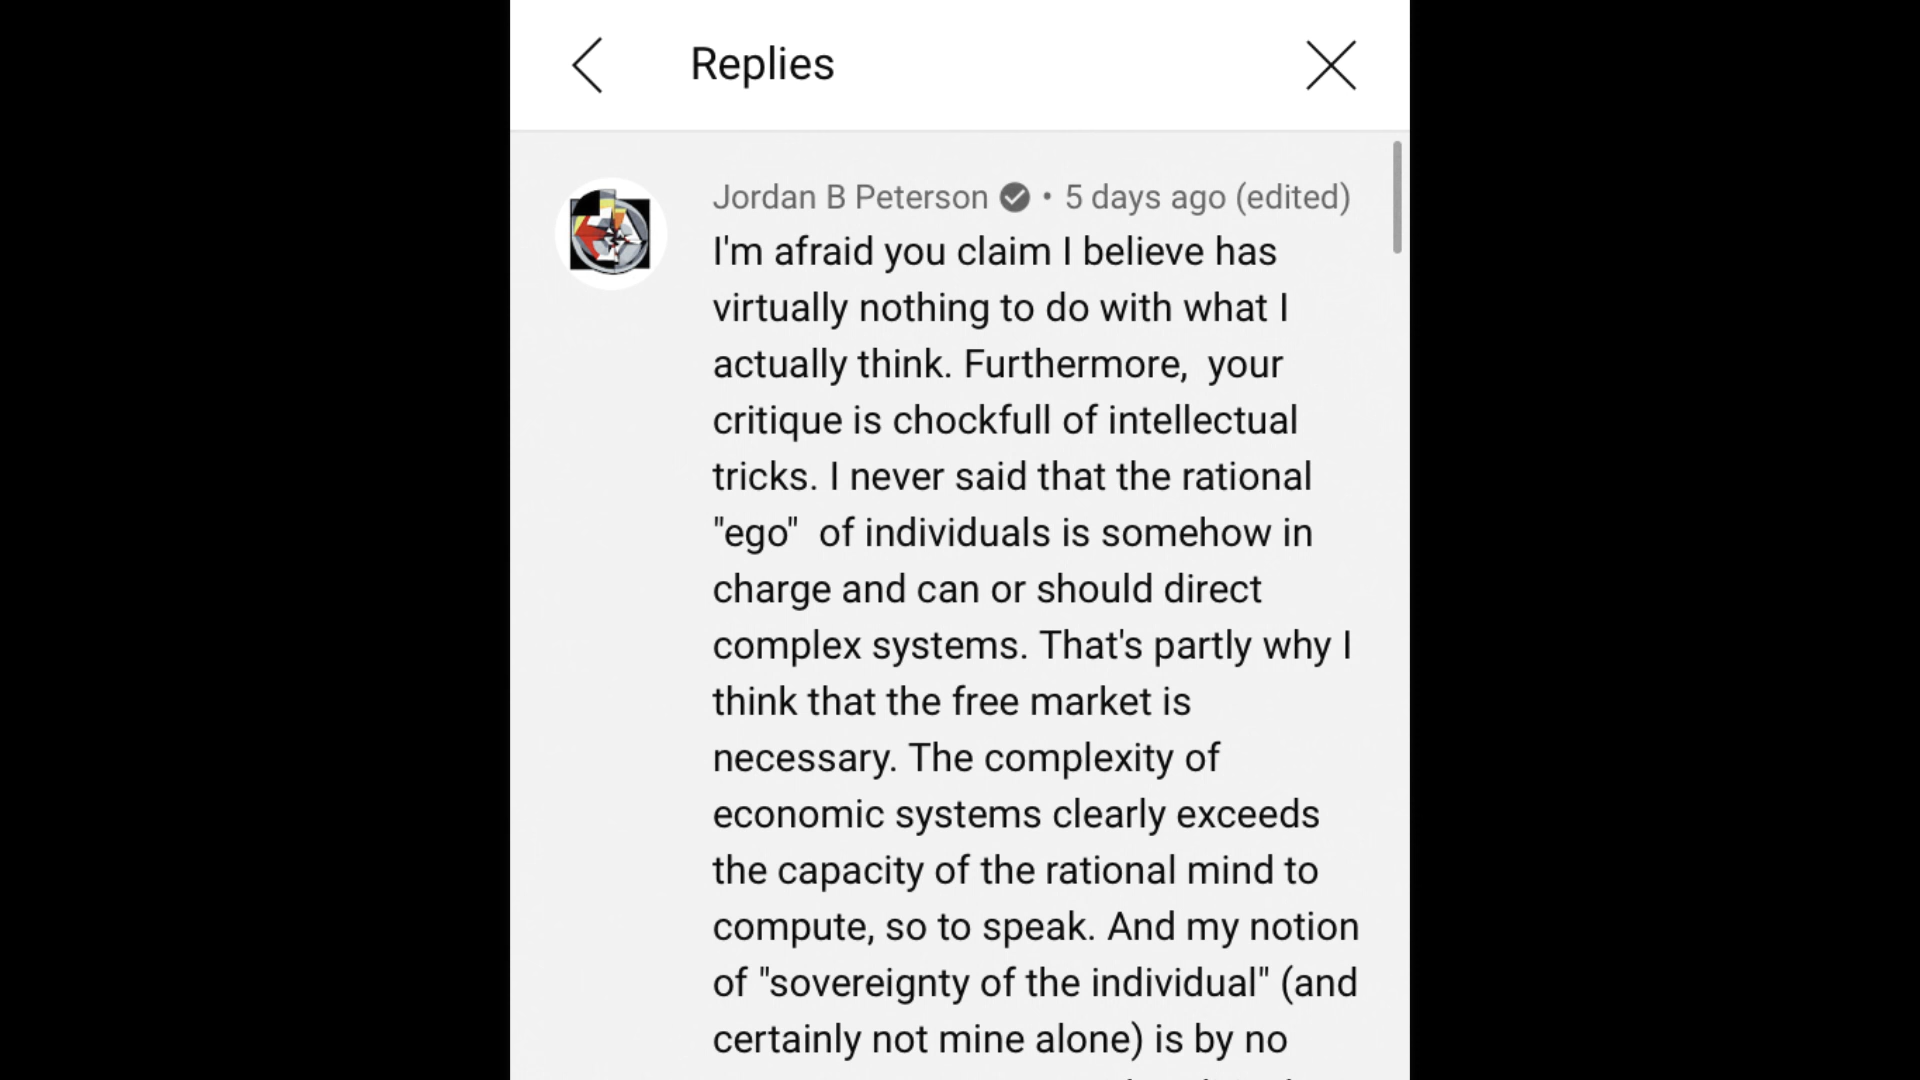 Replies
Jordan B Peterson • 5 days ago (edited)
I'm afraid you claim I believe has
virtually nothing to do with what I
actually think. Furthermore,  your
critique is chockfull of intellectual
tricks. I never said that the rational
"ego"  of individuals is somehow in
charge and can or should direct
complex systems. That's partly why I
think that the free market is
necessary. The complexity of
economic systems clearly exceeds
the capacity of the rational mind to
compute, so to speak. And my notion
of "sovereignty of the individual" (and
certainly not mine alone) is by no